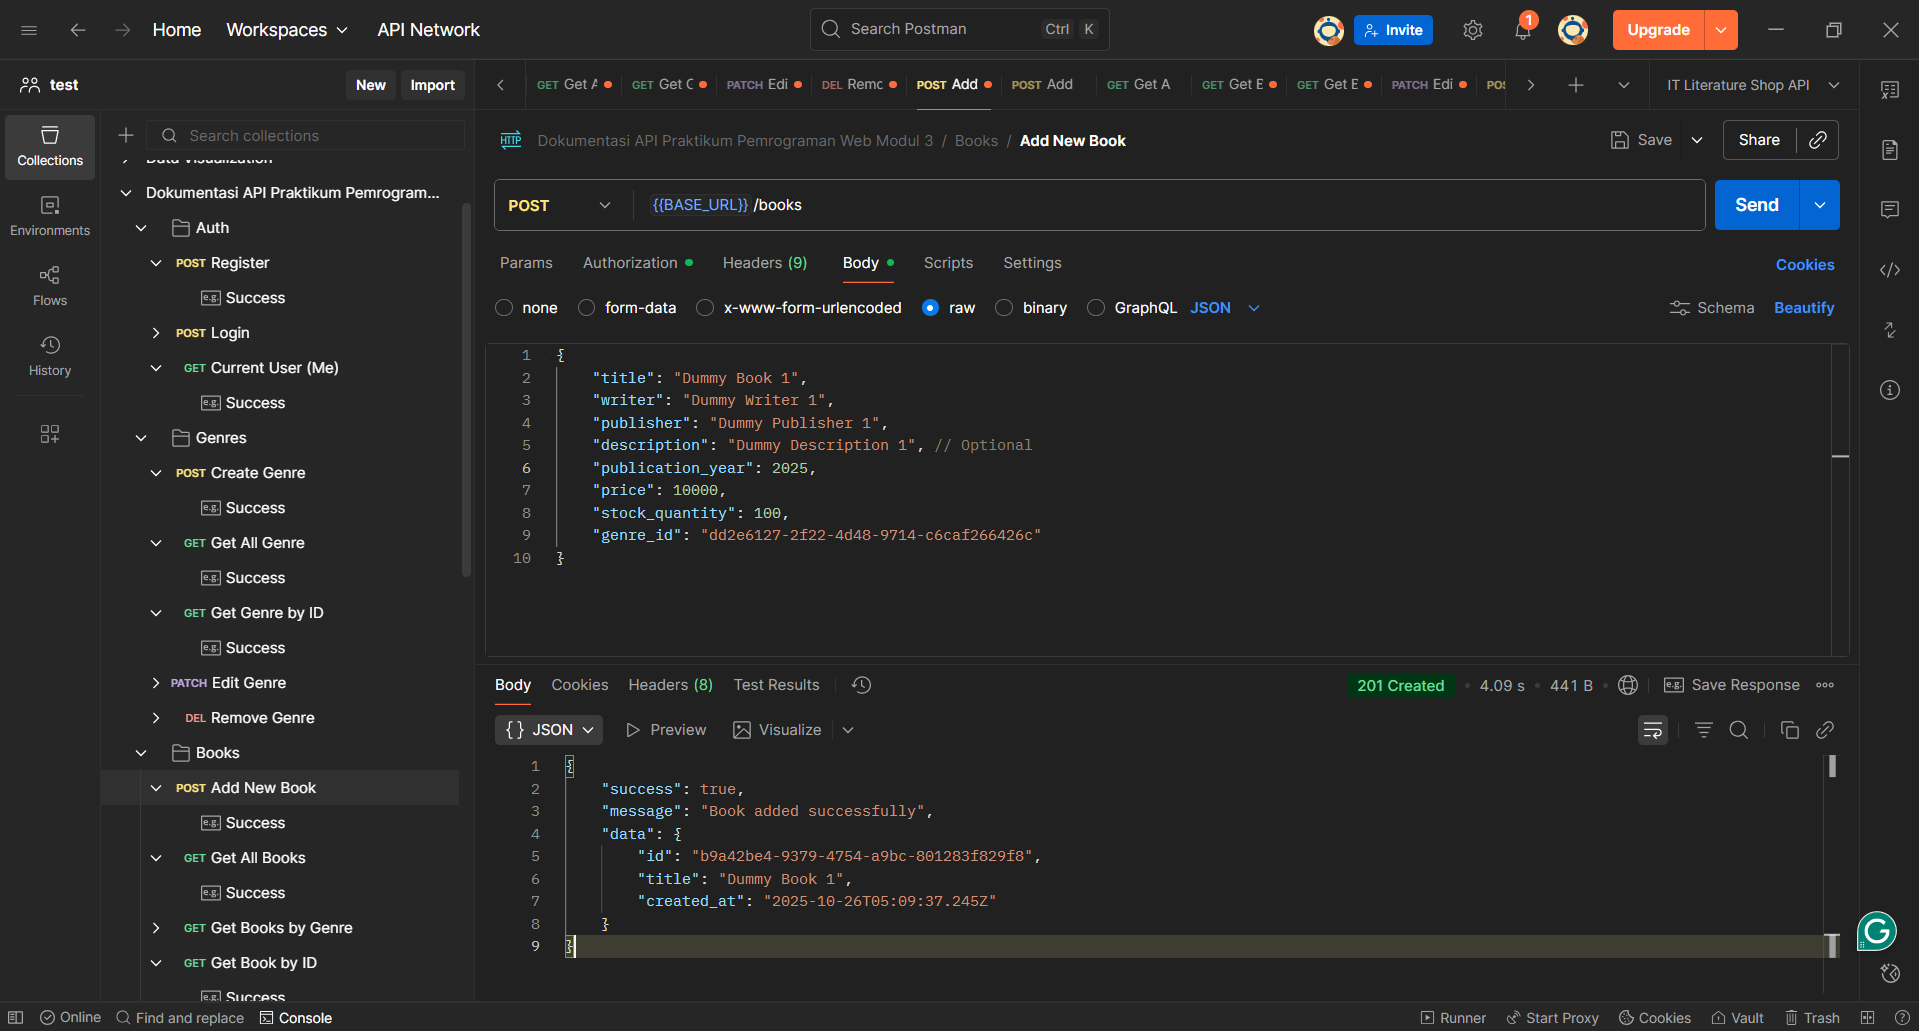 Home Workspaces API Network Search Postman Ctrl K Invite 1 Upgrade
test New Import
GET Get A GET Get C PATCH Edi DEL Remc POST Add POST Add GET Get A GET Get E GET Get E PATCH Edi IT Literature Shop API
Collections
Environments
Flows
History
Search collections
Data Visualization
Dokumentasi API Praktikum Pemrogram...
Auth
POST Register
e.g. Success
POST Login
GET Current User (Me)
e.g. Success
Genres
POST Create Genre
e.g. Success
GET Get All Genre
e.g. Success
GET Get Genre by ID
e.g. Success
PATCH Edit Genre
DEL Remove Genre
Books
POST Add New Book
e.g. Success
GET Get All Books
e.g. Success
GET Get Books by Genre
GET Get Book by ID
e.g. Success
HTTP Dokumentasi API Praktikum Pemrograman Web Modul 3 / Books / Add New Book Save Share
POST {{BASE_URL}} /books Send
Params Authorization Headers (9) Body Scripts Settings Cookies
none form-data x-www-form-urlencoded raw binary GraphQL JSON Schema Beautify
1 {
2 "title": "Dummy Book 1",
3 "writer": "Dummy Writer 1",
4 "publisher": "Dummy Publisher 1",
5 "description": "Dummy Description 1", // Optional
6 "publication_year": 2025,
7 "price": 10000,
8 "stock_quantity": 100,
9 "genre_id": "dd2e6127-2f22-4d48-9714-c6caf266426c"
10 }
Body Cookies Headers (8) Test Results 201 Created 4.09 s 441 B e.g. Save Response
{} JSON Preview Visualize
1 {
2 "success": true,
3 "message": "Book added successfully",
4 "data": {
5 "id": "b9a42be4-9379-4754-a9bc-801283f829f8",
6 "title": "Dummy Book 1",
7 "created_at": "2025-10-26T05:09:37.245Z"
8 }
9 }
Online Find and replace Console Runner Start Proxy Cookies Vault Trash